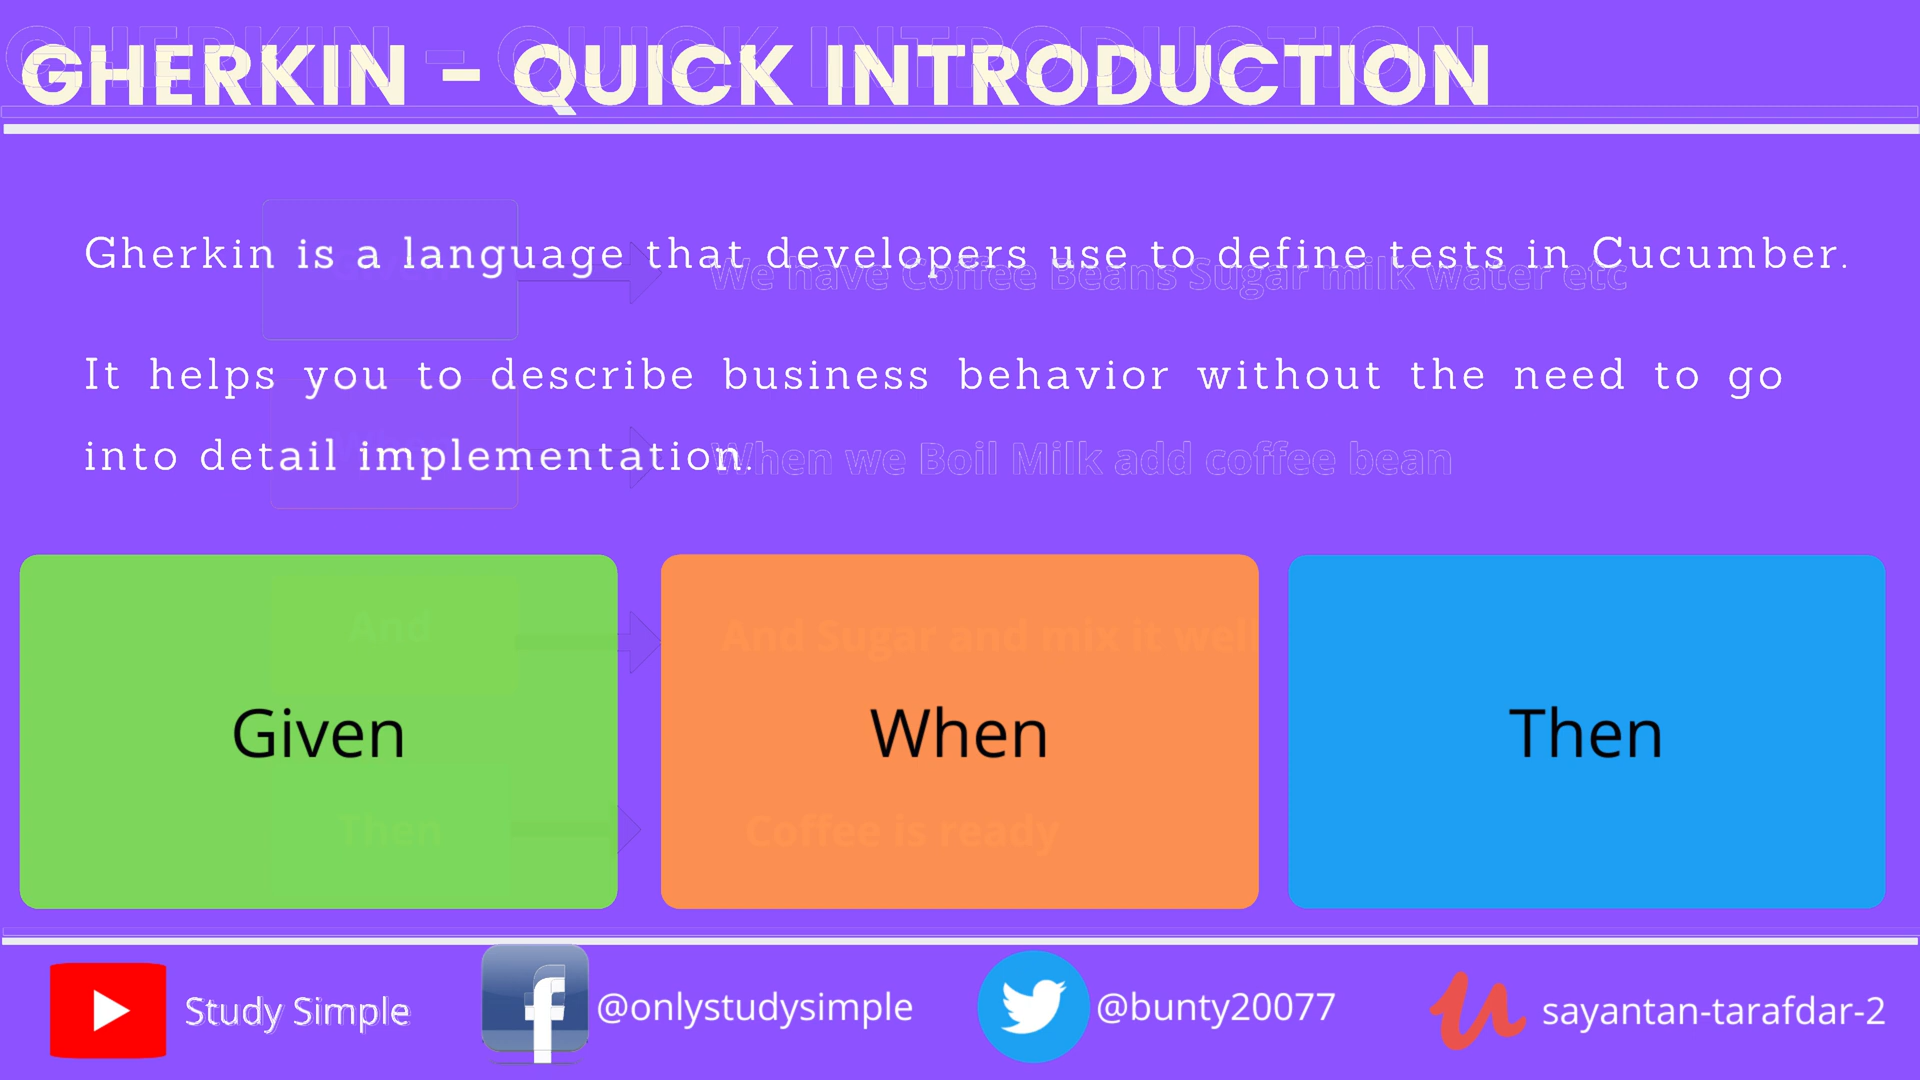 GHERKIN - QUICK INTRODUCTION
Gherkin is a language that developers use to define tests in Cucumber.
We have Coffee Beans Sugar milk water etc
It helps you to describe business behavior without the need to go
into detail implementation.
When we Boil Milk add coffee bean
And
And Sugar and mix it well
Given
When
Then
Then
Coffee is ready
Study Simple
@onlystudysimple
@bunty20077
sayantan-tarafdar-2